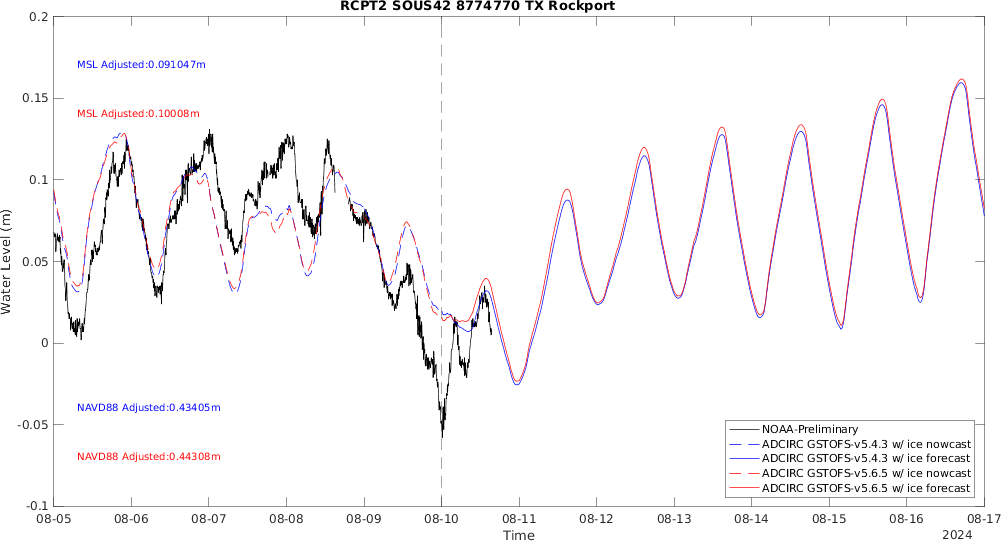 RCPT2 SOUS42 8774770 TX Rockport
0.2
0.15
0.1
0.05
0
-0.05
-0.1
Water Level (m)
MSL Adjusted:0.091047m
MSL Adjusted:0.10008m
NAVD88 Adjusted:0.43405m
NAVD88 Adjusted:0.44308m
NOAA-Preliminary
ADCIRC GSTOFS-v5.4.3 w/ ice nowcast
ADCIRC GSTOFS-v5.4.3 w/ ice forecast
ADCIRC GSTOFS-v5.6.5 w/ ice nowcast
ADCIRC GSTOFS-v5.6.5 w/ ice forecast
08-05 08-06 08-07 08-08 08-09 08-10 08-11 08-12 08-13 08-14 08-15 08-16 08-17
Time
2024